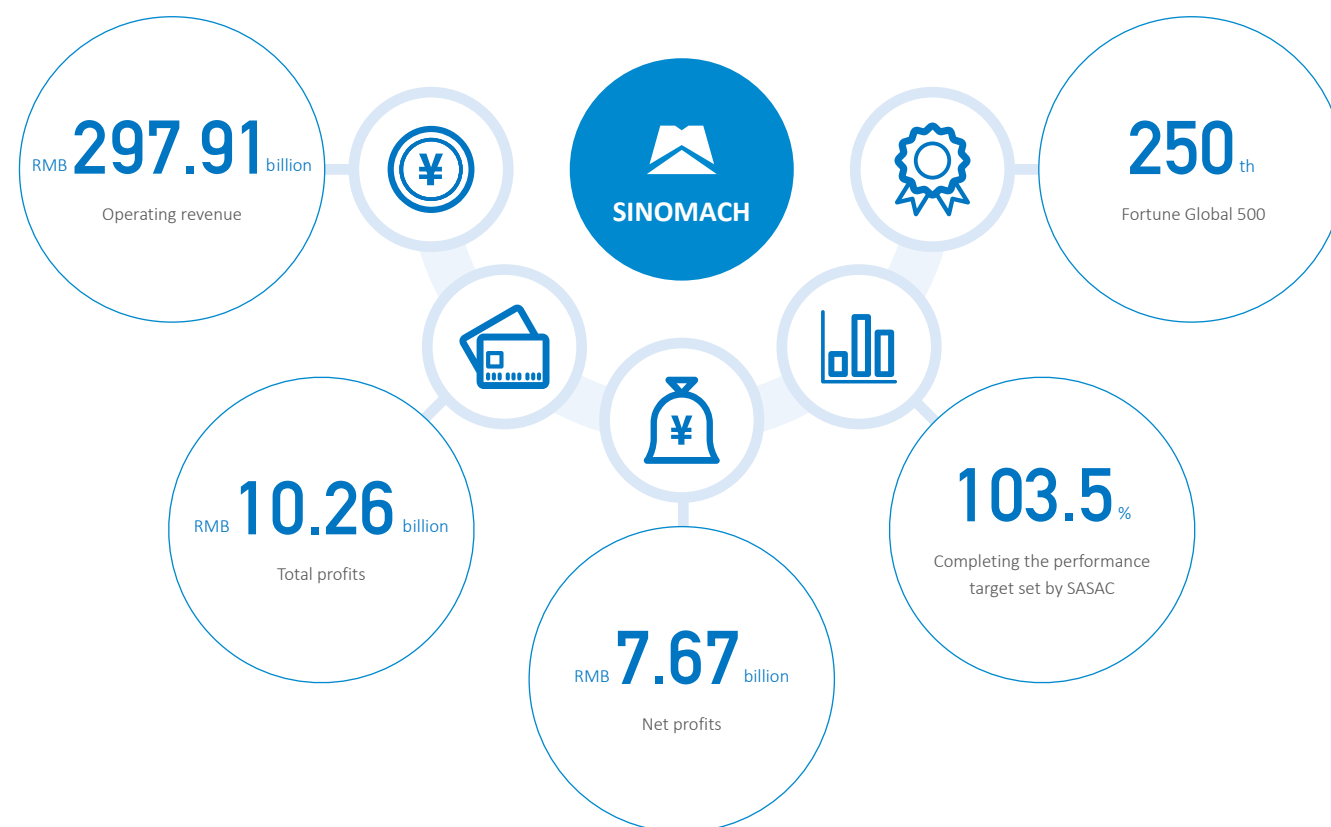 RMB 297.91 billion
Operating revenue
¥
SINOMACH
250 th
Fortune Global 500
RMB 10.26 billion
Total profits
¥
RMB 7.67 billion
Net profits
103.5 %
Completing the performance
target set by SASAC